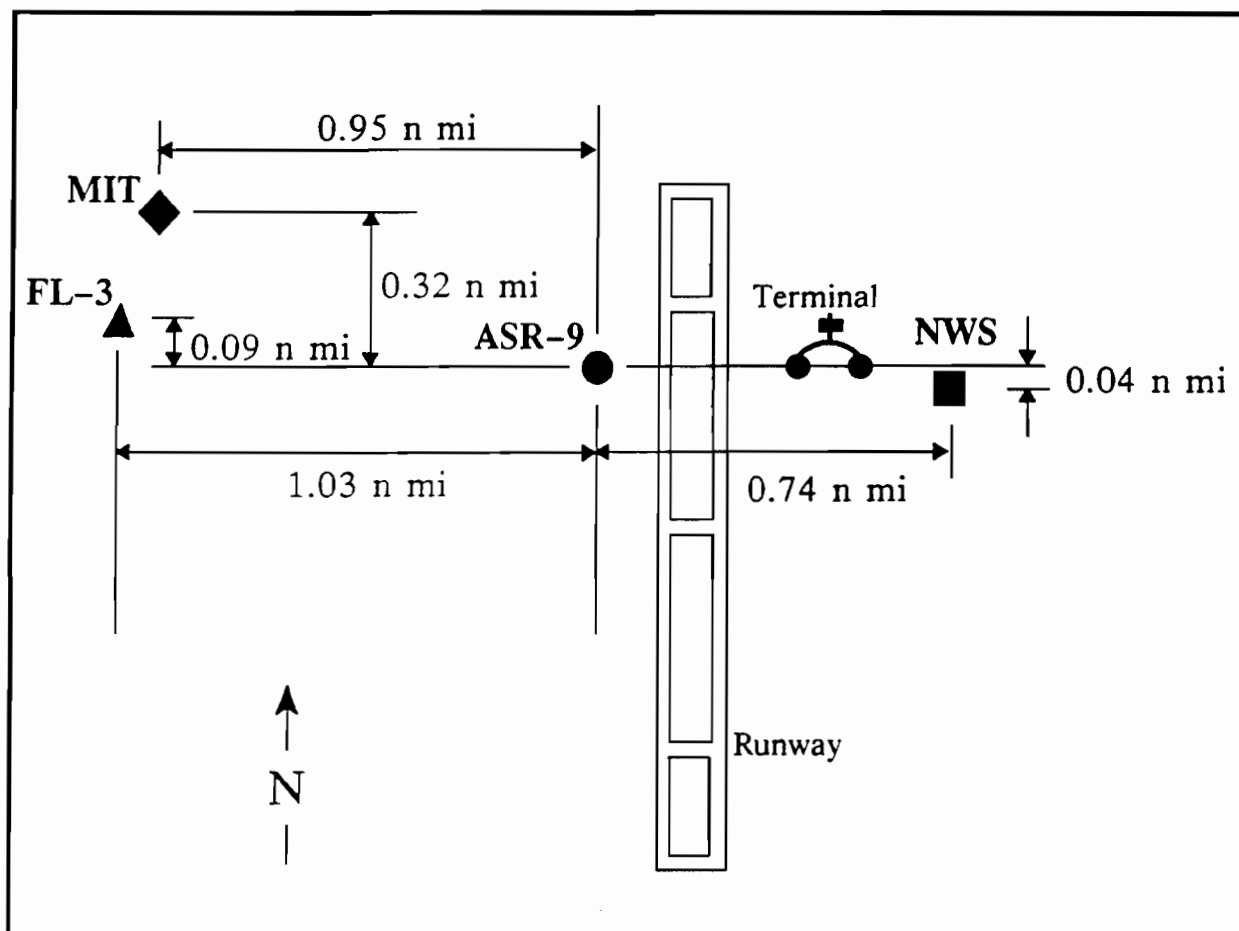 0.95 n mi
MIT
0.32 n mi
FL-3
0.09 n mi
ASR-9
Terminal
NWS
0.04 n mi
1.03 n mi
0.74 n mi
Runway
N